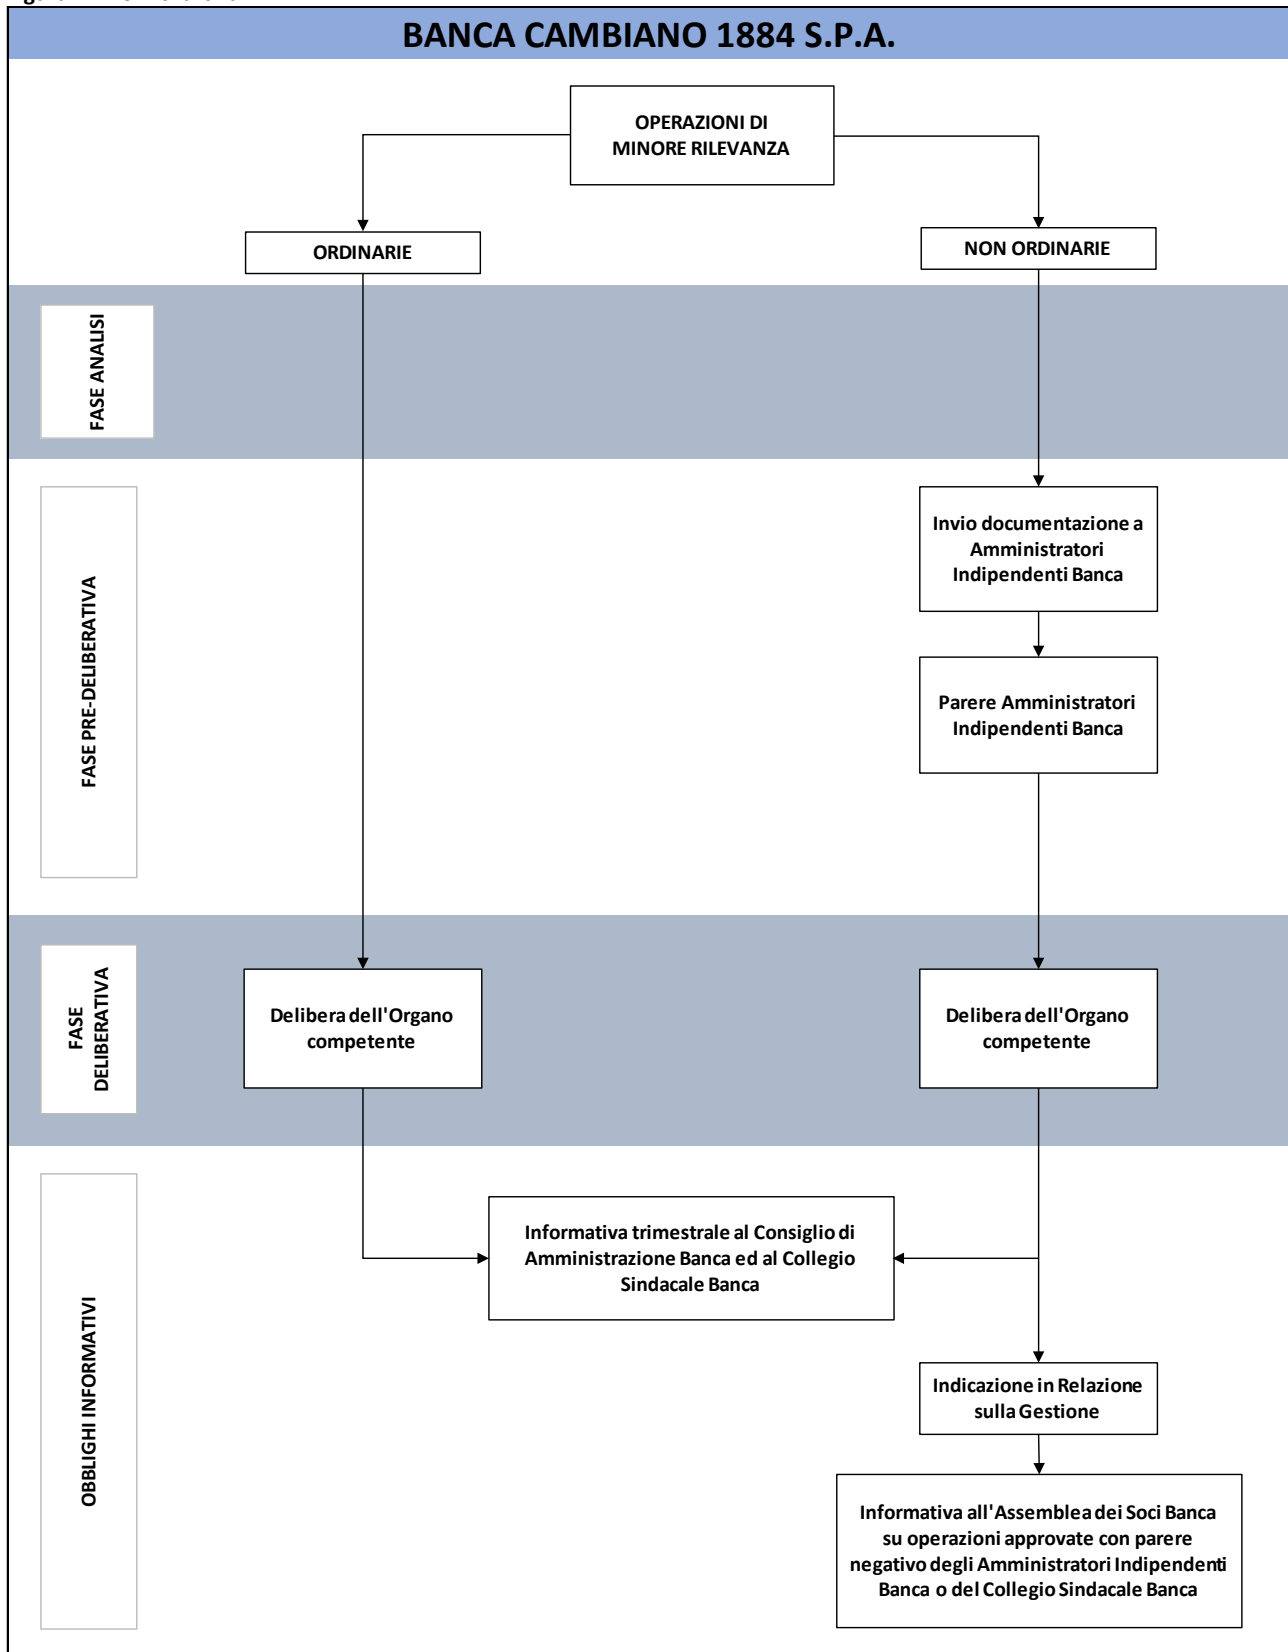 BANCA CAMBIANO 1884 S.P.A.
OPERAZIONI DI
MINORE RILEVANZA
ORDINARIE
NON ORDINARIE
FASE ANALISI
FASE PRE-DELIBERATIVA
Invio documentazione a
Amministratori
Indipendenti Banca
Parere Amministratori
Indipendenti Banca
FASE
DELIBERATIVA
Delibera dell'Organo
competente
Delibera dell'Organo
competente
OBBLIGHI INFORMATIVI
Informativa trimestrale al Consiglio di
Amministrazione Banca ed al Collegio
Sindacale Banca
Indicazione in Relazione
sulla Gestione
Informativa all'Assemblea dei Soci Banca
su operazioni approvate con parere
negativo degli Amministratori Indipendenti
Banca o del Collegio Sindacale Banca